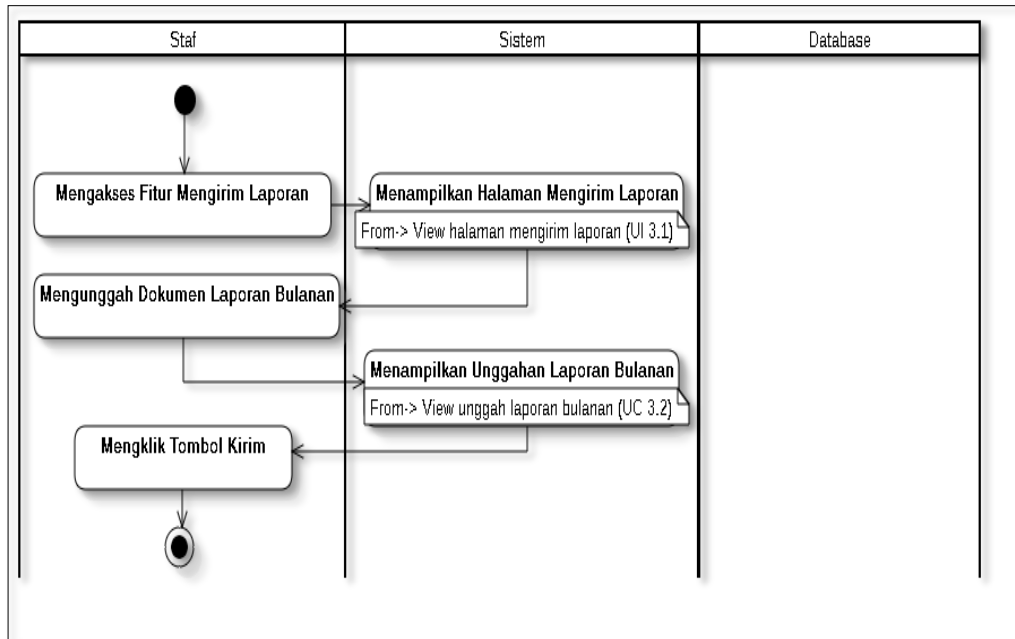 Staf
Sistem
Database
Mengakses Fitur Mengirim Laporan
Menampilkan Halaman Mengirim Laporan
From-> View halaman mengirim laporan (UI 3.1)
Mengunggah Dokumen Laporan Bulanan
Menampilkan Unggahan Laporan Bulanan
From-> View unggah laporan bulanan (UC 3.2)
Mengklik Tombol Kirim